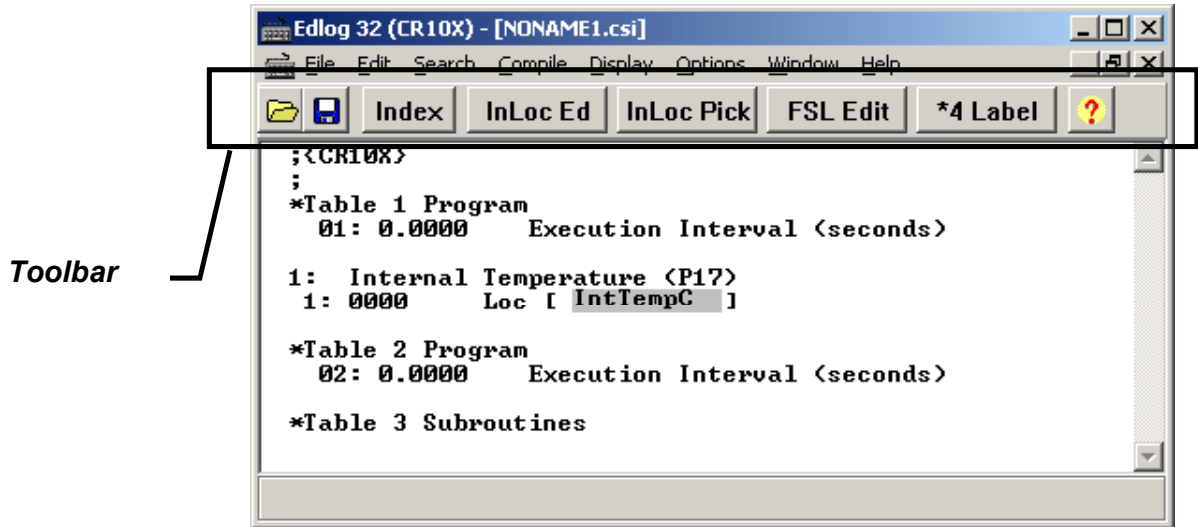 Edlog 32 (CR10X) - [NONAME1.csi]
File Edit Search Compile Display Options Window Help
Index InLoc Ed InLoc Pick FSL Edit *4 Label ?
;{CR10X}
;
*Table 1 Program
01: 0.0000 Execution Interval (seconds)
Toolbar
1: Internal Temperature (P17)
1: 0000 Loc [ IntTempC ]
*Table 2 Program
02: 0.0000 Execution Interval (seconds)
*Table 3 Subroutines